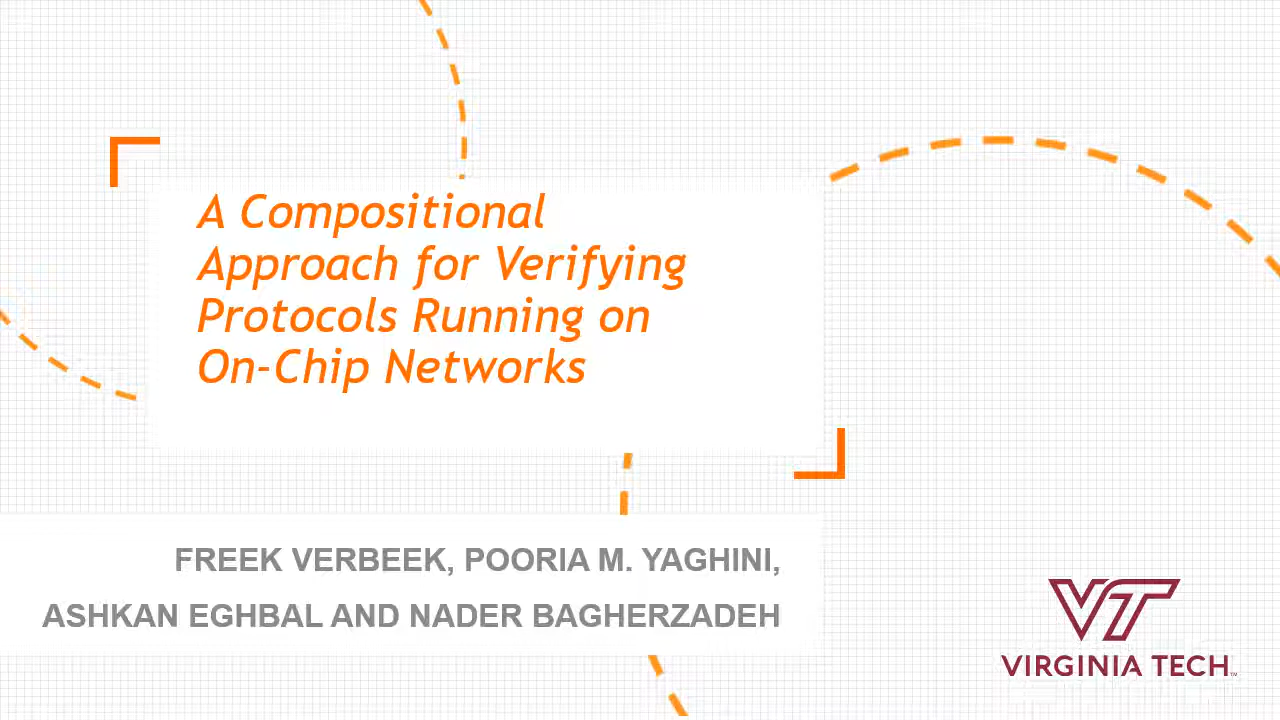 A Compositional
Approach for Verifying
Protocols Running on
On-Chip Networks
FREEK VERBEEK, POORIA M. YAGHINI,
ASHKAN EGHBAL AND NADER BAGHERZADEH
VT
VIRGINIA TECH™